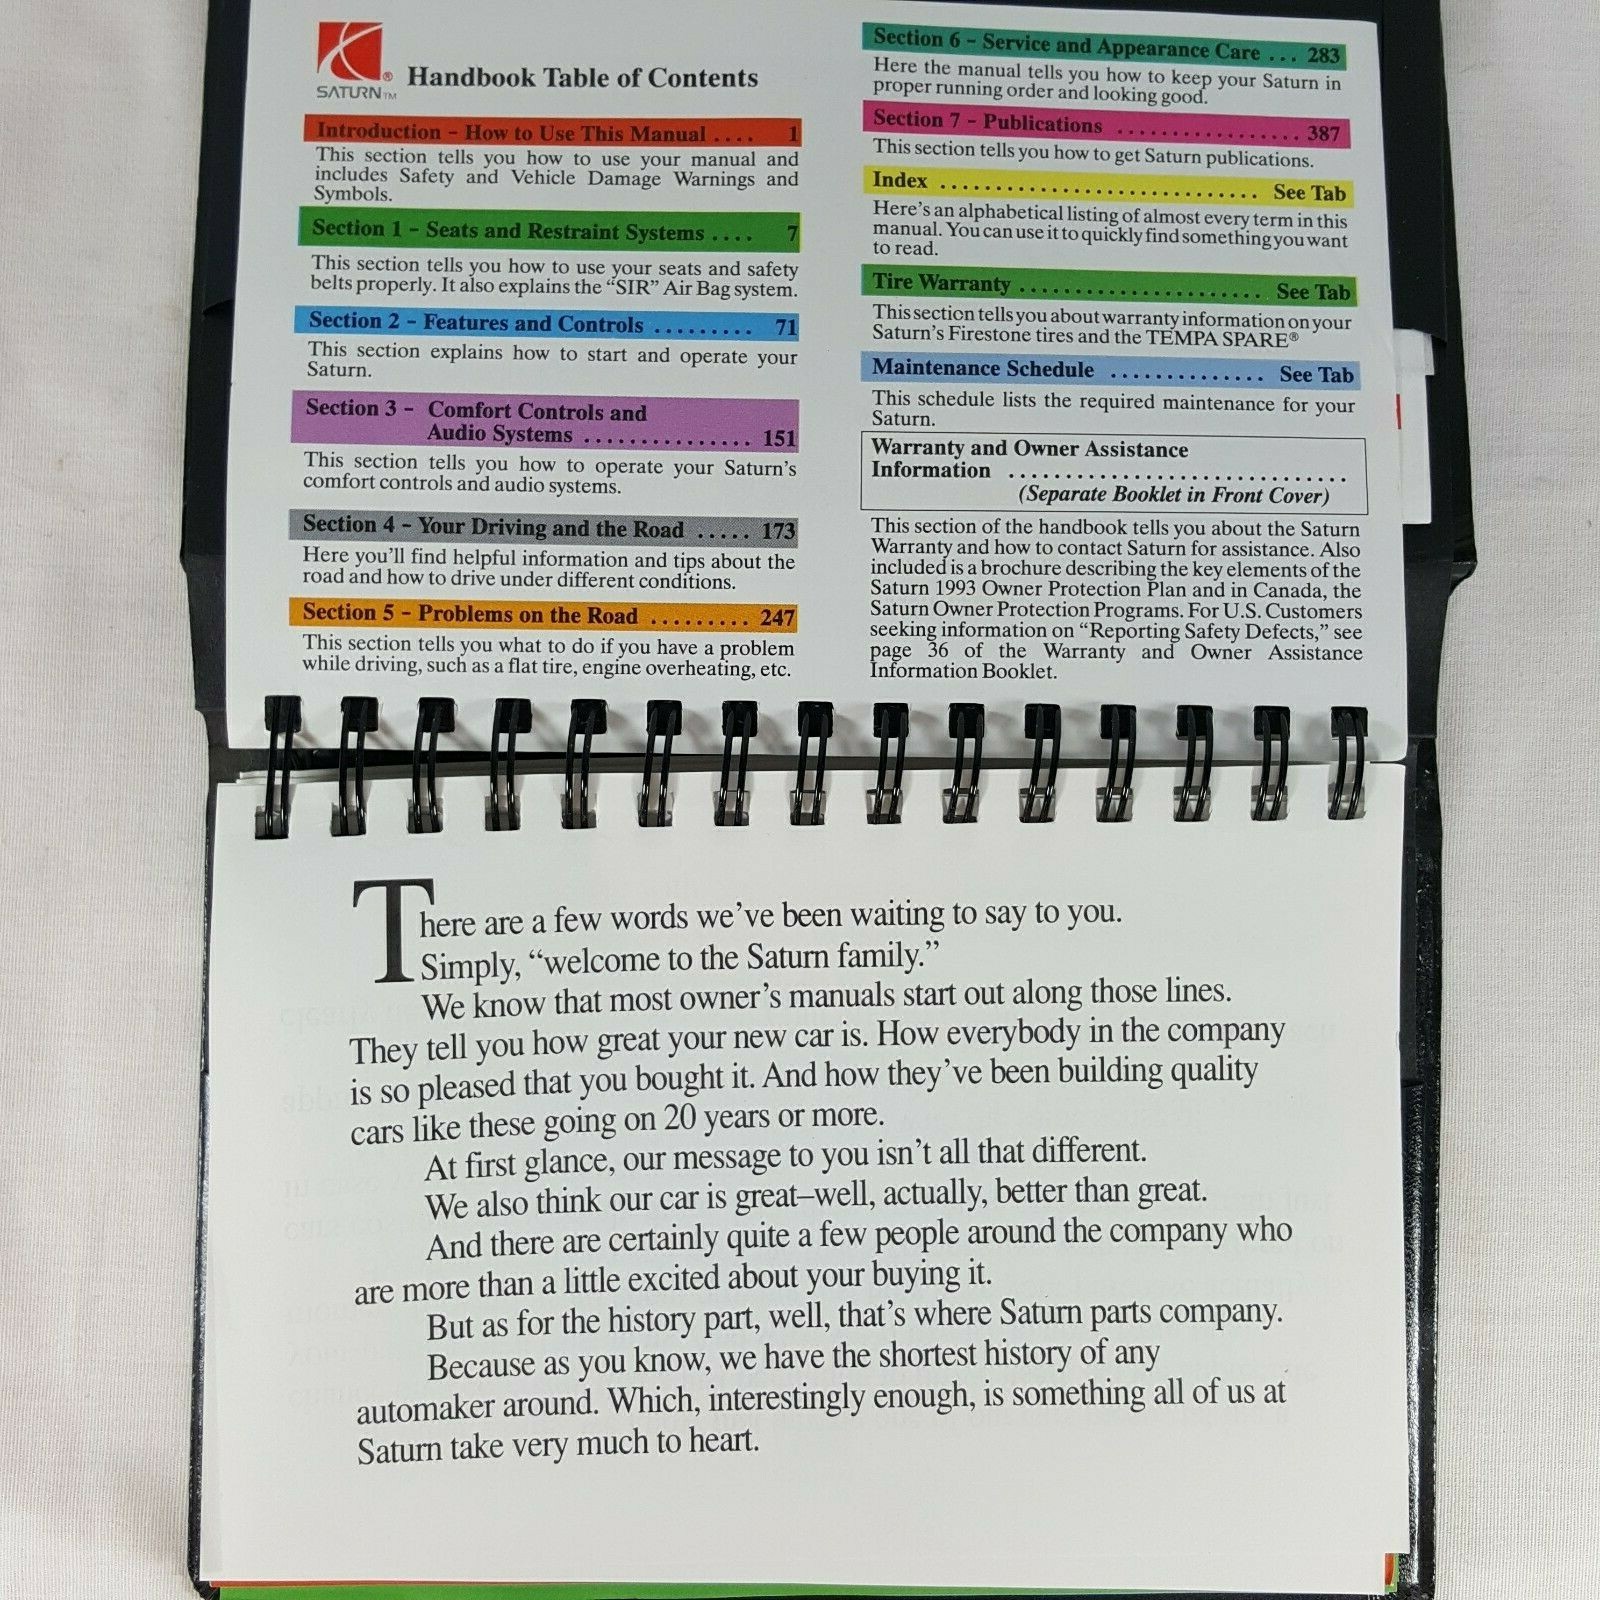 SATURN™
Handbook Table of Contents
Introduction – How to Use This Manual .... 1
This section tells you how to use your manual and
includes Safety and Vehicle Damage Warnings and
Symbols.
Section 1 – Seats and Restraint Systems .... 7
This section tells you how to use your seats and safety
belts properly. It also explains the “SIR” Air Bag system.
Section 2 – Features and Controls ......... 71
This section explains how to start and operate your
Saturn.
Section 3 – Comfort Controls and
Audio Systems ............... 151
This section tells you how to operate your Saturn’s
comfort controls and audio systems.
Section 4 – Your Driving and the Road ..... 173
Here you’ll find helpful information and tips about the
road and how to drive under different conditions.
Section 5 – Problems on the Road ......... 247
This section tells you what to do if you have a problem
while driving, such as a flat tire, engine overheating, etc.
Section 6 – Service and Appearance Care ... 283
Here the manual tells you how to keep your Saturn in
proper running order and looking good.
Section 7 – Publications ................. 387
This section tells you how to get Saturn publications.
Index ............................. See Tab
Here’s an alphabetical listing of almost every term in this
manual. You can use it to quickly find something you want
to read.
Tire Warranty ...................... See Tab
This section tells you about warranty information on your
Saturn’s Firestone tires and the TEMPA SPARE®
Maintenance Schedule .............. See Tab
This schedule lists the required maintenance for your
Saturn.
Warranty and Owner Assistance
Information ...............................
(Separate Booklet in Front Cover)
This section of the handbook tells you about the Saturn
Warranty and how to contact Saturn for assistance. Also
included is a brochure describing the key elements of the
Saturn 1993 Owner Protection Plan and in Canada, the
Saturn Owner Protection Programs. For U.S. Customers
seeking information on “Reporting Safety Defects,” see
page 36 of the Warranty and Owner Assistance
Information Booklet.
There are a few words we’ve been waiting to say to you.
Simply, “welcome to the Saturn family.”
We know that most owner’s manuals start out along those lines.
They tell you how great your new car is. How everybody in the company
is so pleased that you bought it. And how they’ve been building quality
cars like these going on 20 years or more.
At first glance, our message to you isn’t all that different.
We also think our car is great–well, actually, better than great.
And there are certainly quite a few people around the company who
are more than a little excited about your buying it.
But as for the history part, well, that’s where Saturn parts company.
Because as you know, we have the shortest history of any
automaker around. Which, interestingly enough, is something all of us at
Saturn take very much to heart.